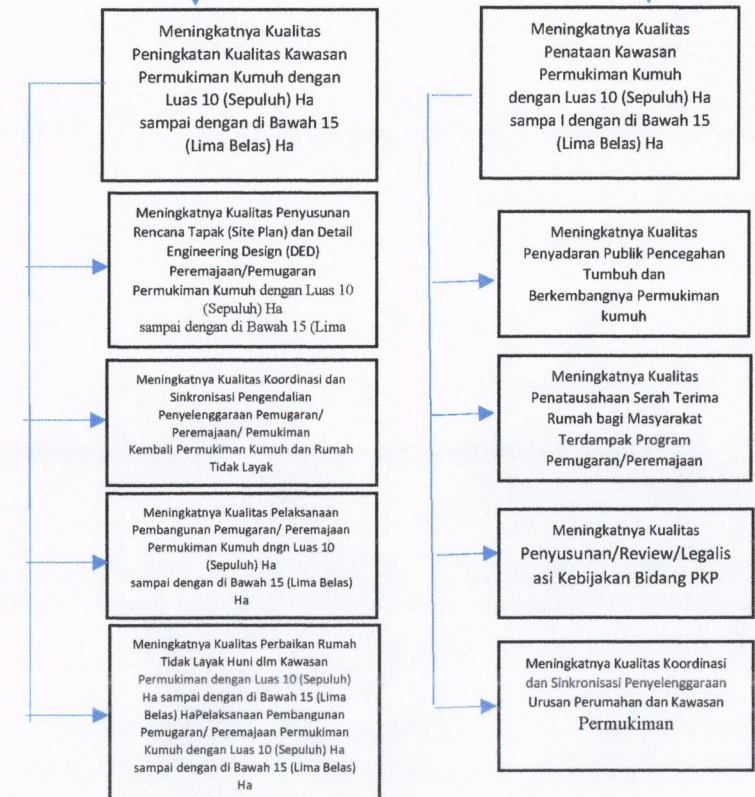 Meningkatnya Kualitas
Peningkatan Kualitas Kawasan
Permukiman Kumuh dengan
Luas 10 (Sepuluh) Ha
sampai dengan di Bawah 15
(Lima Belas) Ha
Meningkatnya Kualitas Penyusunan
Rencana Tapak (Site Plan) dan Detail
Engineering Design (DED)
Peremajaan/Pemugaran
Permukiman Kumuh dengan Luas 10
(Sepuluh) Ha
sampai dengan di Bawah 15 (Lima
Meningkatnya Kualitas Koordinasi dan
Sinkronisasi Pengendalian
Penyelenggaraan Pemugaran/
Peremajaan/ Pemukiman
Kembali Permukiman Kumuh dan Rumah
Tidak Layak
Meningkatnya Kualitas Pelaksanaan
Pembangunan Pemugaran/ Peremajaan
Permukiman Kumuh dngn Luas 10
(Sepuluh) Ha
sampai dengan di Bawah 15 (Lima Belas)
Ha
Meningkatnya Kualitas Perbaikan Rumah
Tidak Layak Huni dlm Kawasan
Permukiman dengan Luas 10 (Sepuluh)
Ha sampai dengan di Bawah 15 (Lima
Belas) HaPelaksanaan Pembangunan
Pemugaran/ Peremajaan Permukiman
Kumuh dengan Luas 10 (Sepuluh) Ha
sampai dengan di Bawah 15 (Lima Belas)
Ha
Meningkatnya Kualitas
Penataan Kawasan
Permukiman Kumuh
dengan Luas 10 (Sepuluh) Ha
sampa I dengan di Bawah 15
(Lima Belas) Ha
Meningkatnya Kualitas
Penyadaran Publik Pencegahan
Tumbuh dan
Berkembangnya Permukiman
kumuh
Meningkatnya Kualitas
Penatausahaan Serah Terima
Rumah bagi Masyarakat
Terdampak Program
Pemugaran/Peremajaan
Meningkatnya Kualitas
Penyusunan/Review/Legalis
asi Kebijakan Bidang PKP
Meningkatnya Kualitas Koordinasi
dan Sinkronisasi Penyelenggaraan
Urusan Perumahan dan Kawasan
Permukiman